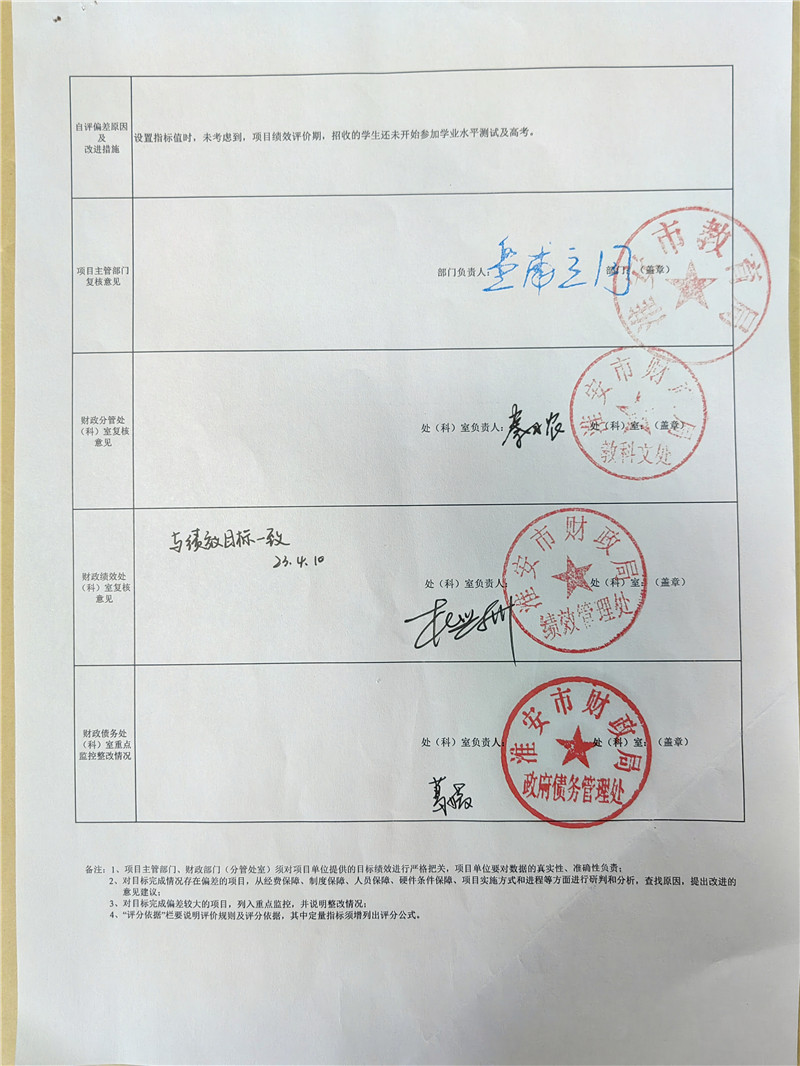 自评偏差原因
及
改进措施
设置指标值时，未考虑到，项目绩效评价期，招收的学生还未开始参加学业水平测试及高考。
项目主管部门
复核意见
部门负责人：
部门：（盖章）
淮安市教育局
财政分管处
（科）室复核
意见
处（科）室负责人：
处（科）室：（盖章）
淮安市财政局
教科文处
财政绩效处
（科）室复核
意见
与绩效目标一致
23.4.10
处（科）室负责人：
处（科）室：（盖章）
淮安市财政局
绩效管理处
财政债务处
（科）室重点
监控整改情况
处（科）室负责人：
处（科）室：（盖章）
淮安市财政局
政府债务管理处
备注：1、项目主管部门、财政部门（分管处室）须对项目单位提供的目标绩效进行严格把关，项目单位要对数据的真实性、准确性负责；
2、对目标完成情况存在偏差的项目，从经费保障、制度保障、人员保障、硬件条件保障、项目实施方式和进程等方面进行研判和分析，查找原因，提出改进的
意见建议；
3、对目标完成偏差较大的项目，列入重点监控，并说明整改情况；
4、“评分依据”栏要说明评价规则及评分依据，其中定量指标须增列出评分公式。